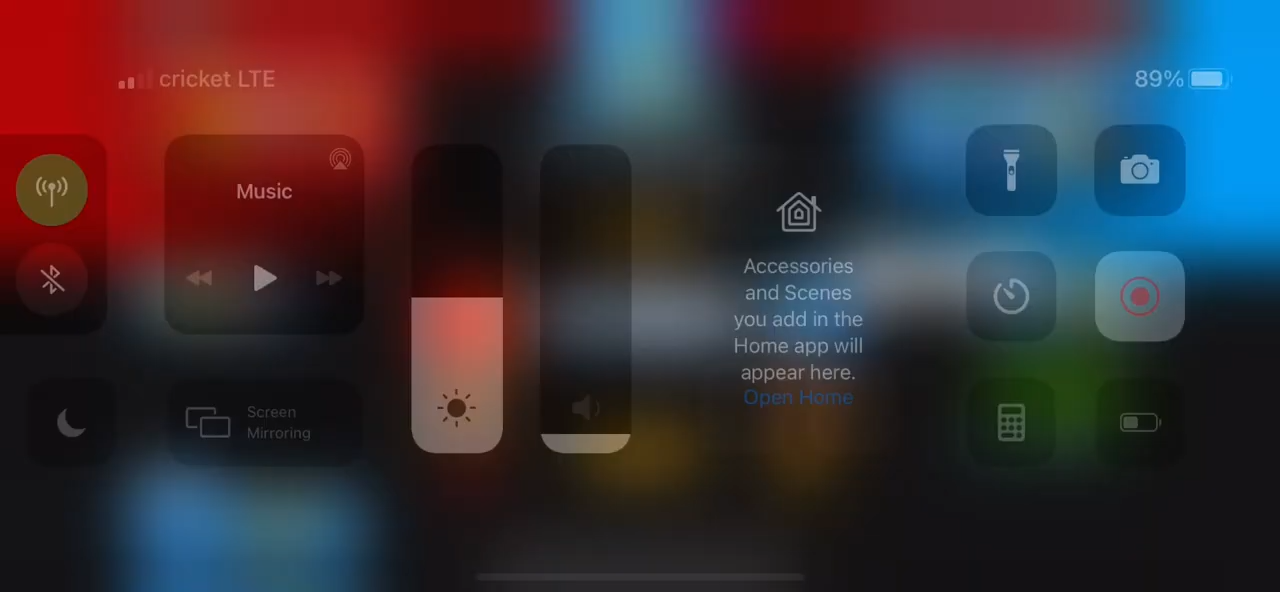 cricket LTE
89%
Music
Screen
Mirroring
Accessories
and Scenes
you add in the
Home app will
appear here.
Open Home